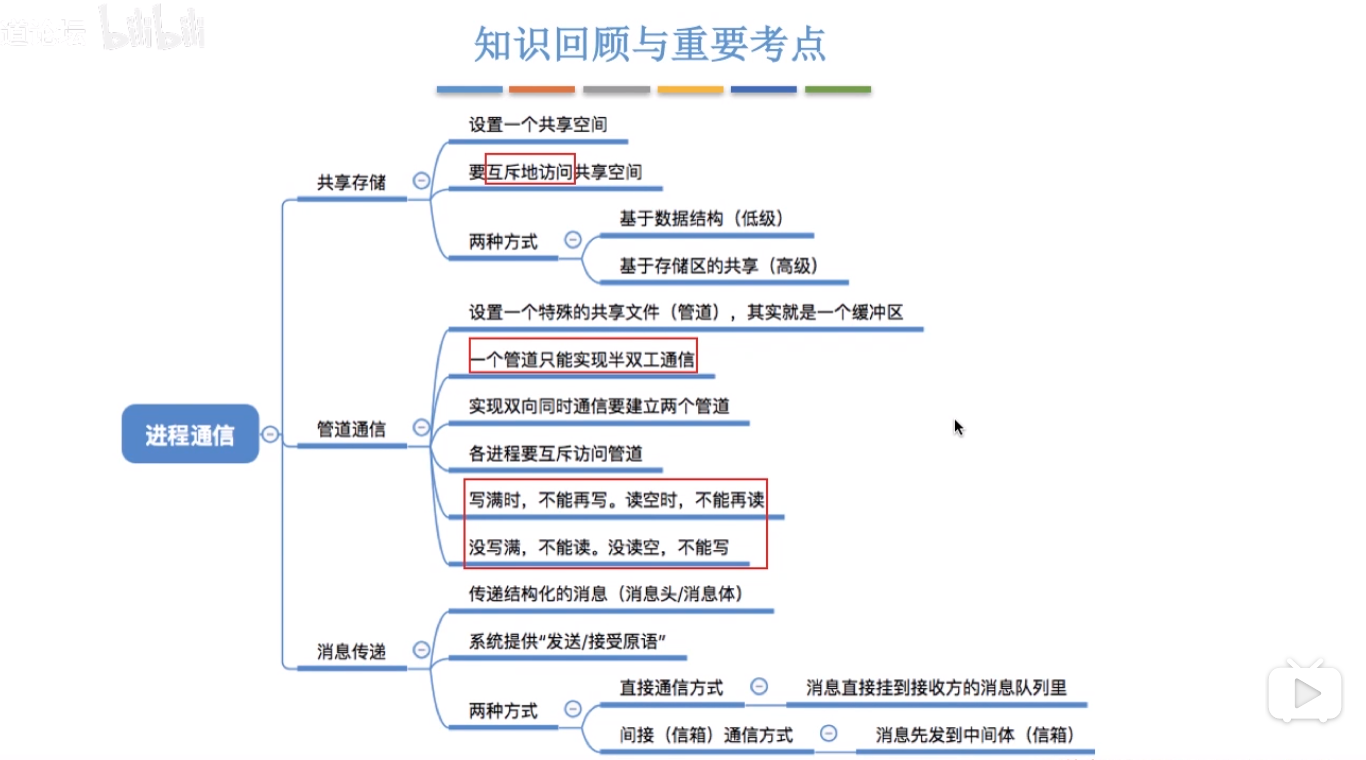 bilibili
知识回顾与重要考点
设置一个共享空间
要互斥地访问共享空间
共享存储
基于数据结构（低级）
两种方式
基于存储区的共享（高级）
设置一个特殊的共享文件（管道），其实就是一个缓冲区
一个管道只能实现半双工通信
实现双向同时通信要建立两个管道
进程通信
管道通信
各进程要互斥访问管道
写满时，不能再写。读空时，不能再读
没写满，不能读。没读空，不能写
传递结构化的消息（消息头/消息体）
系统提供“发送/接受原语”
消息传递
直接通信方式
消息直接挂到接收方的消息队列里
两种方式
间接（信箱）通信方式
消息先发到中间体（信箱）